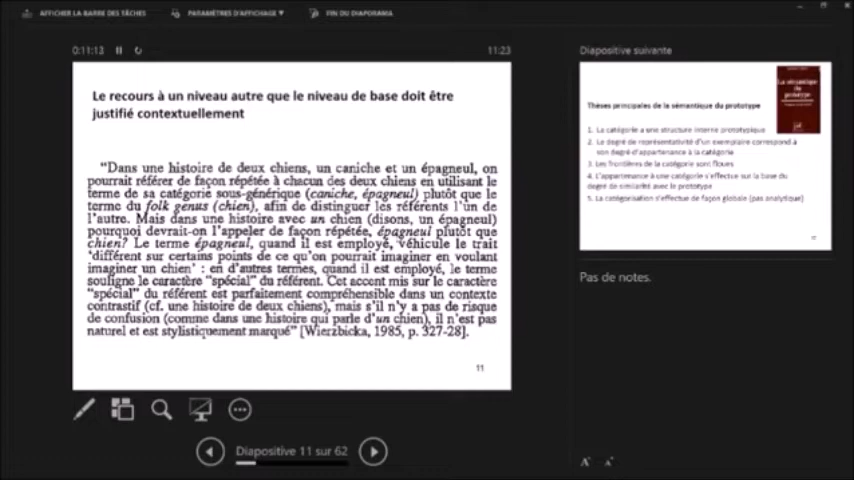 AFFICHER LA BARRE DES TÂCHES
PARAMÈTRES D'AFFICHAGE
FIN DU DIAPORAMA
0:11:13
11:23
Le recours à un niveau autre que le niveau de base doit être
justifié contextuellement
"Dans une histoire de deux chiens, un caniche et un épagneul, on
pourrait référer de façon répétée à chacun des deux chiens en utilisant le
terme de sa catégorie sous-générique (caniche, épagneul) plutôt que le
terme du folk genus (chien), afin de distinguer les référents l'un de
l'autre. Mais dans une histoire avec un chien (disons, un épagneul)
pourquoi devrait-on l'appeler de façon répétée, épagneul plutôt que
chien? Le terme épagneul, quand il est employé, véhicule le trait
'différent sur certains points de ce qu'on pourrait imaginer en voulant
imaginer un chien' : en d'autres termes, quand il est employé, le terme
souligne le caractère "spécial" du référent. Cet accent mis sur le caractère
"spécial" du référent est parfaitement compréhensible dans un contexte
contrastif (cf. une histoire de deux chiens), mais s'il n'y a pas de risque
de confusion (comme dans une histoire qui parle d'un chien), il n'est pas
naturel et est stylistiquement marqué" [Wierzbicka, 1985, p. 327-28].
11
Diapositive 11 sur 62
Diapositive suivante
La sémantique
du
prototype
Thèses principales de la sémantique du prototype
1. La catégorie a une structure interne prototypique
2. Le degré de représentativité d'un exemplaire correspond à
son degré d'appartenance à la catégorie
3. Les frontières de la catégorie sont floues
4. L'appartenance à une catégorie s'effectue sur la base du
degré de similarité avec le prototype
5. La catégorisation s'effectue de façon globale (pas analytique)
Pas de notes.
A
A